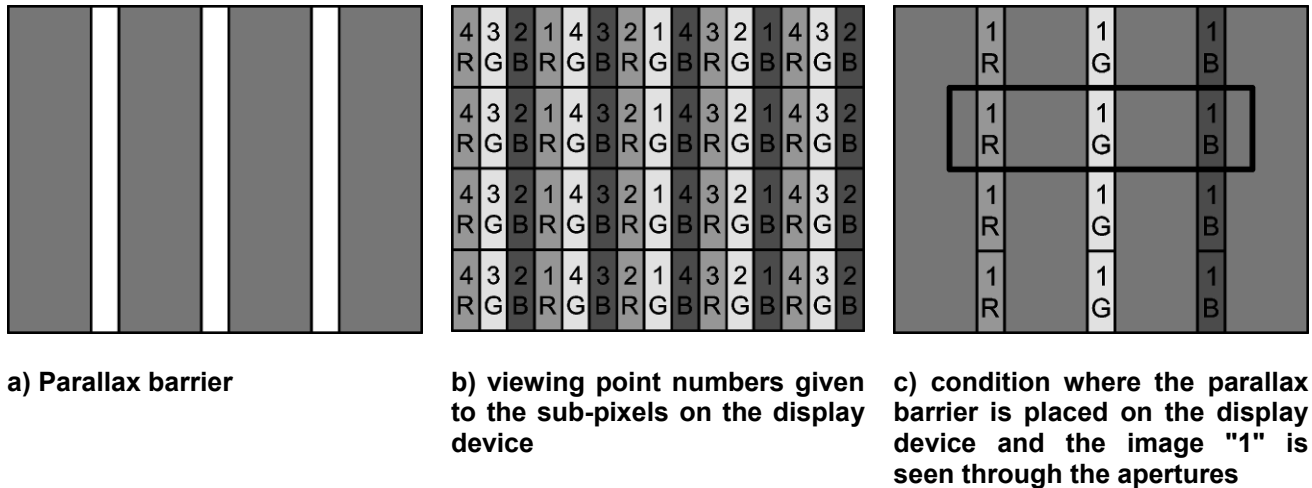 4 3 2 1 4 3 2 1 4 3 2 1 4 3 2
R G B R G B R G B R G B R G B
4 3 2 1 4 3 2 1 4 3 2 1 4 3 2
R G B R G B R G B R G B R G B
4 3 2 1 4 3 2 1 4 3 2 1 4 3 2
R G B R G B R G B R G B R G B
4 3 2 1 4 3 2 1 4 3 2 1 4 3 2
R G B R G B R G B R G B R G B
1 1 1
R G B
1 1 1
R G B
1 1 1
R G B
1 1 1
R G B
a) Parallax barrier
b) viewing point numbers given
to the sub-pixels on the display
device
c) condition where the parallax
barrier is placed on the display
device and the image "1" is
seen through the apertures